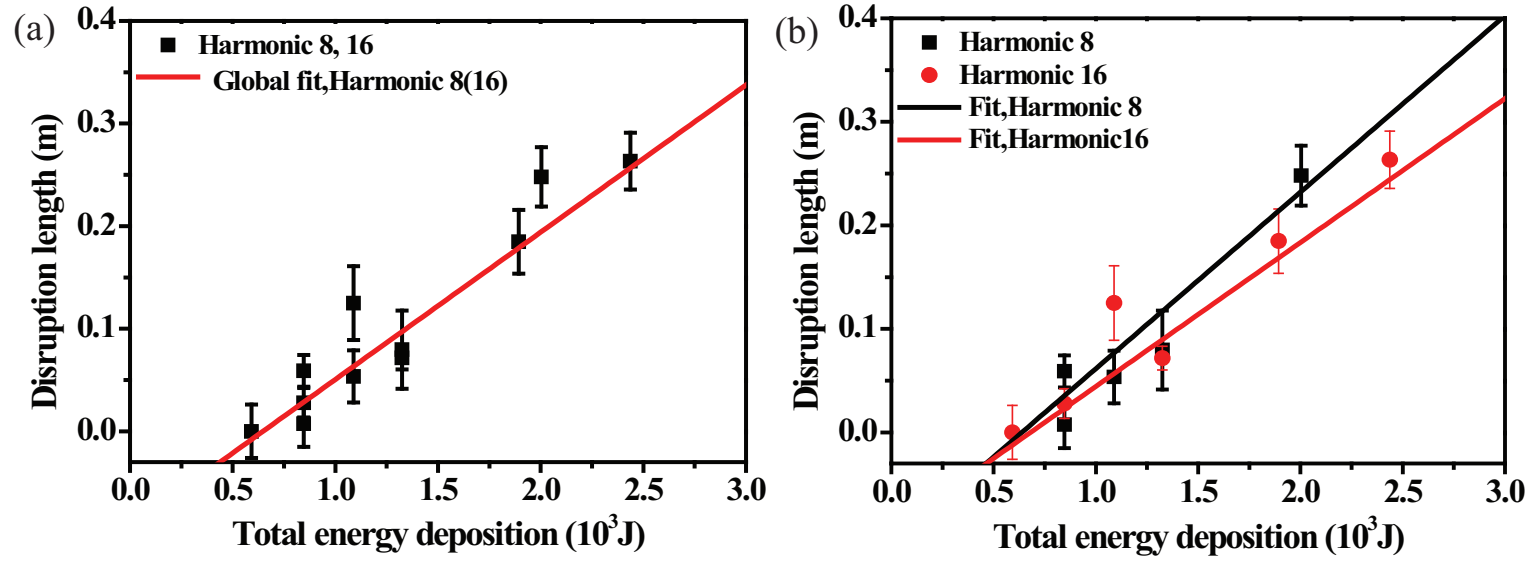 (a)
Harmonic 8, 16
Global fit,Harmonic 8(16)
Disruption length (m)
0.4
0.3
0.2
0.1
0.0
0.0 0.5 1.0 1.5 2.0 2.5 3.0
Total energy deposition (10³J)
(b)
Harmonic 8
Harmonic 16
Fit,Harmonic 8
Fit,Harmonic16
Disruption length (m)
0.4
0.3
0.2
0.1
0.0
0.0 0.5 1.0 1.5 2.0 2.5 3.0
Total energy deposition (10³J)